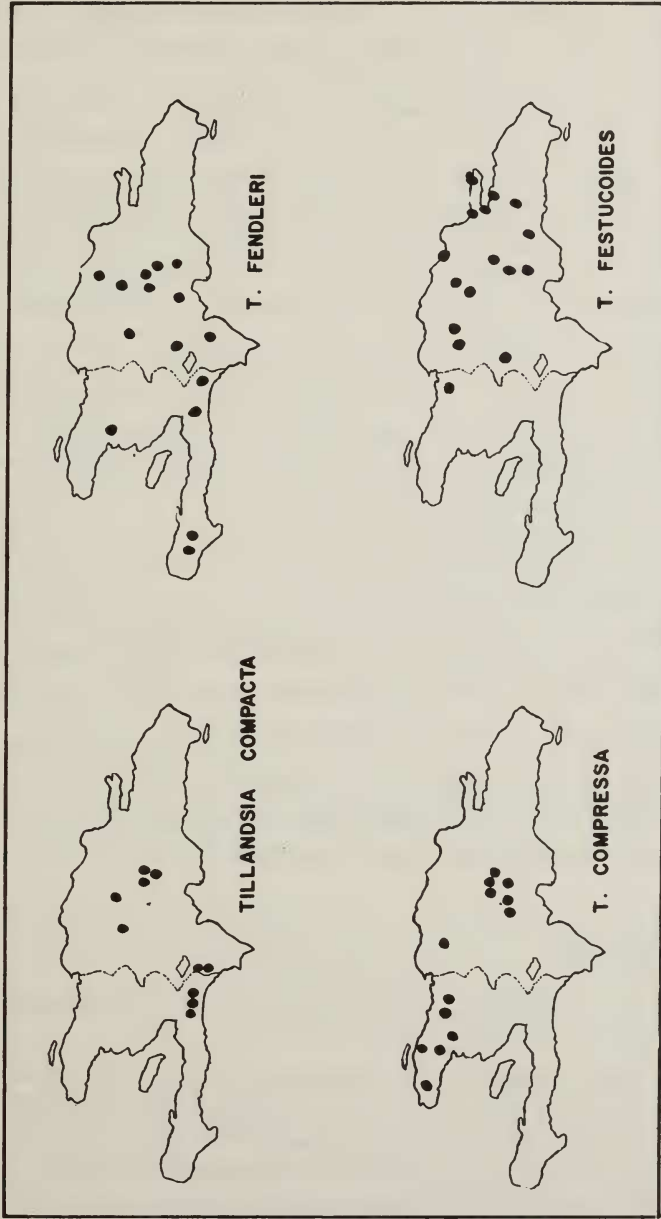 TILLANDSIA COMPACTA
T. FENDLERI
T. COMPRESSA
T. FESTUCOIDES